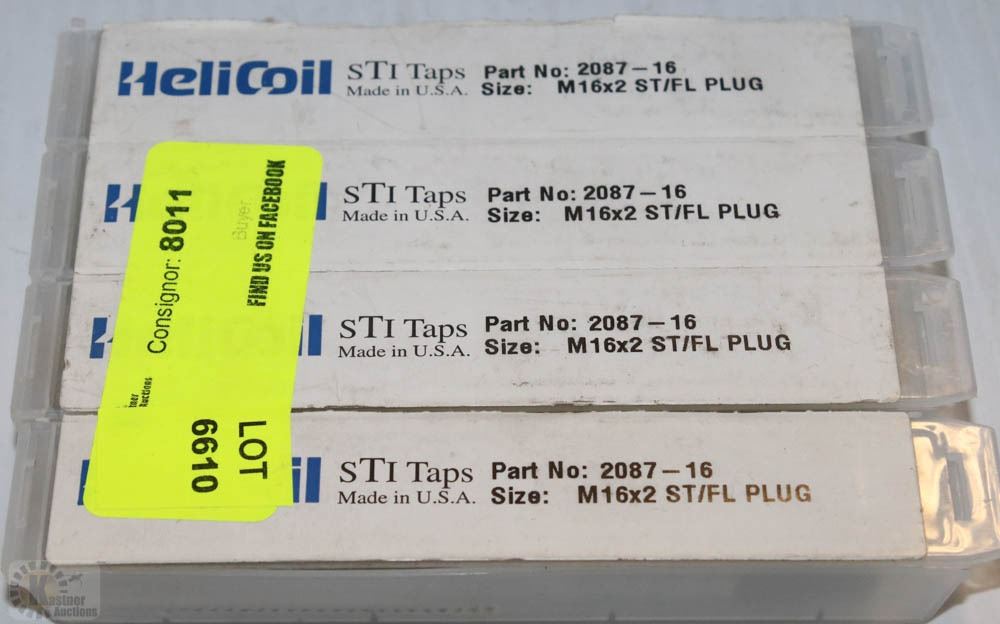 HeliCoil STI Taps Part No: 2087-16
Made in U.S.A. Size: M16x2 ST/FL PLUG
STI Taps Part No: 2087-16
Made in U.S.A. Size: M16x2 ST/FL PLUG
STI Taps Part No: 2087-16
Made in U.S.A. Size: M16x2 ST/FL PLUG
STI Taps Part No: 2087-16
Made in U.S.A. Size: M16x2 ST/FL PLUG
Consignor: 8011
Buyer
FIND US ON FACEBOOK
Auctions
LOT
6610
Kastner
Auctions